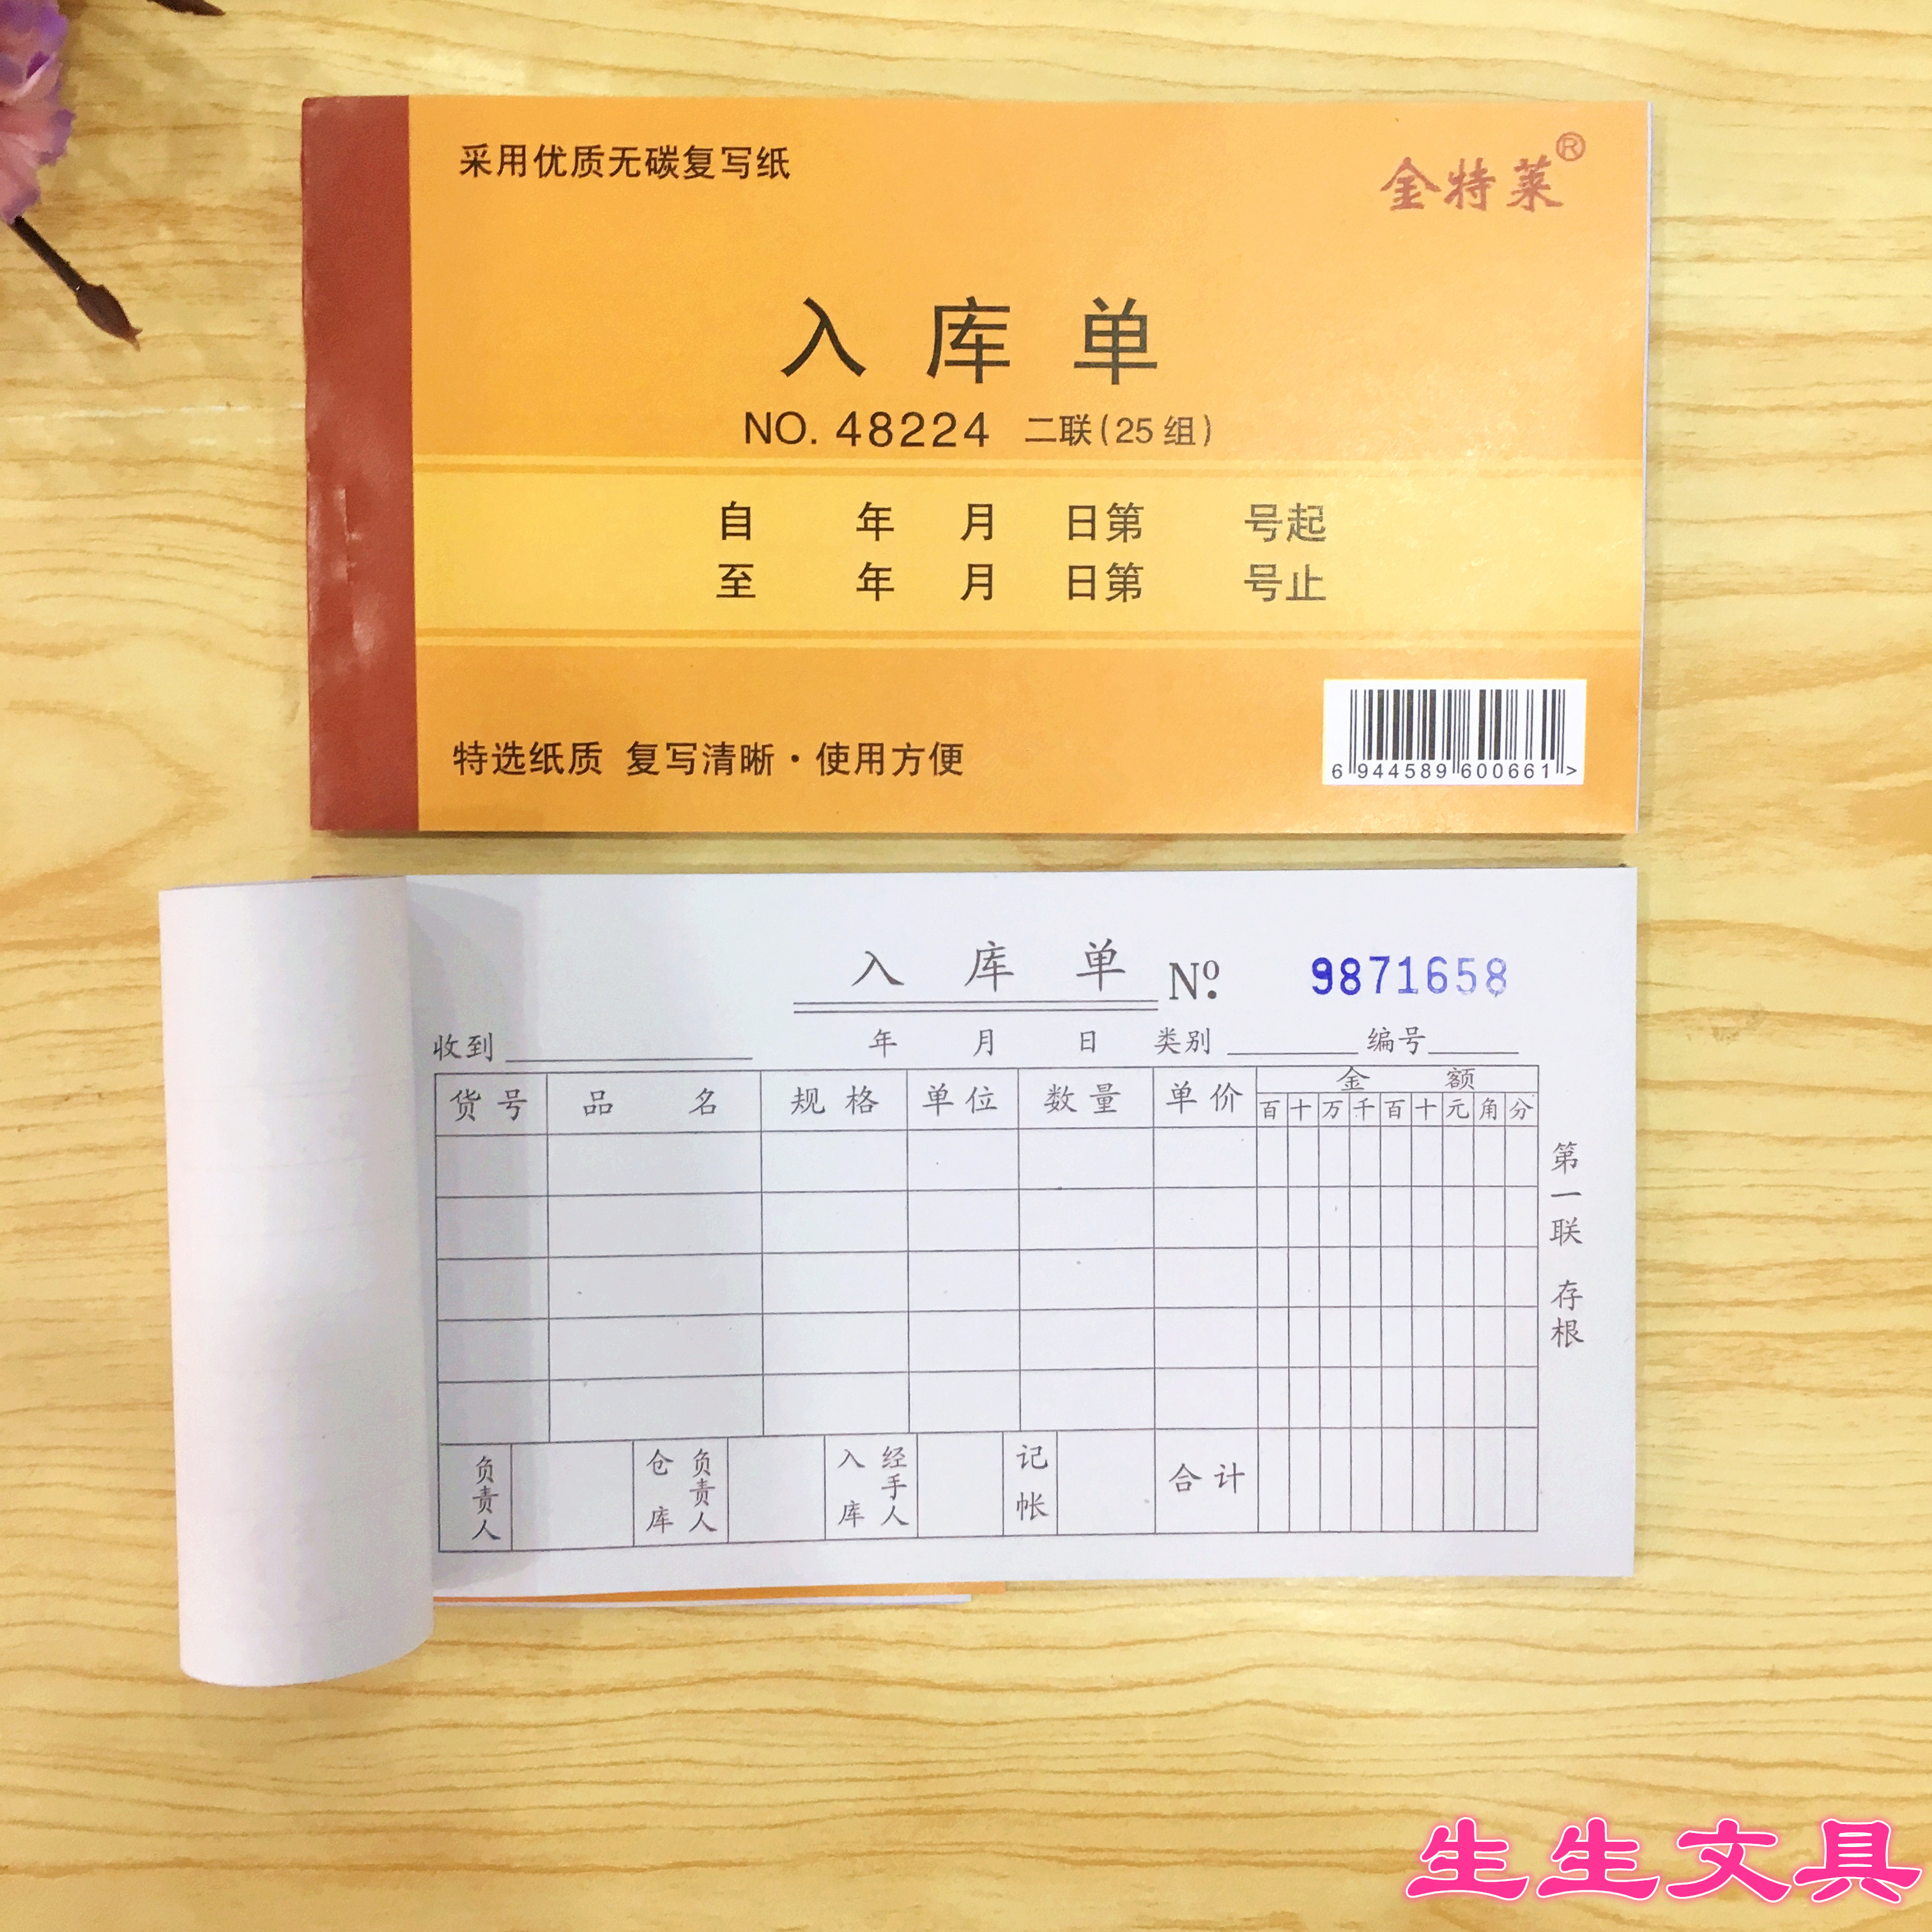 采用优质无碳复写纸
金特莱®
入库单
NO. 48224 二联(25组)
自 年 月 日第 号起
至 年 月 日第 号止
特选纸质 复写清晰·使用方便
6 944589 600661 >
入库单 Nº 9871658
收到 年 月 日 类别 编号
货号 品名 规格 单位 数量 单价 金额
百 十 万 千 百 十 元 角 分
第一联 存根
负责人 仓库负责人 入库经手人 记帐 合计
生生文具